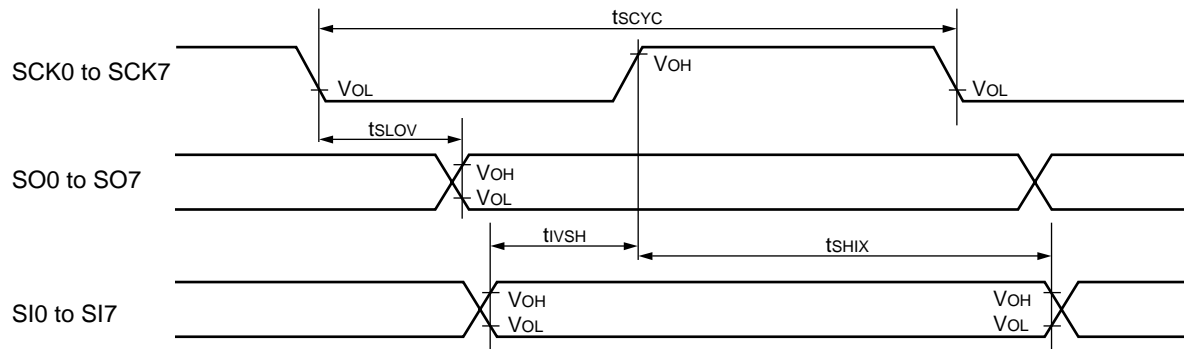 tSCYC
SCK0 to SCK7
VOL
VOH
VOL
tSLOV
SO0 to SO7
VOH
VOL
tIVSH
tSHIX
SI0 to SI7
VOH
VOL
VOH
VOL